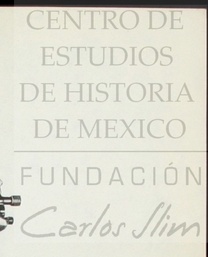 CENTRO DE
ESTUDIOS
DE HISTORIA
DE MEXICO
FUNDACIÓN
Carlos Slim